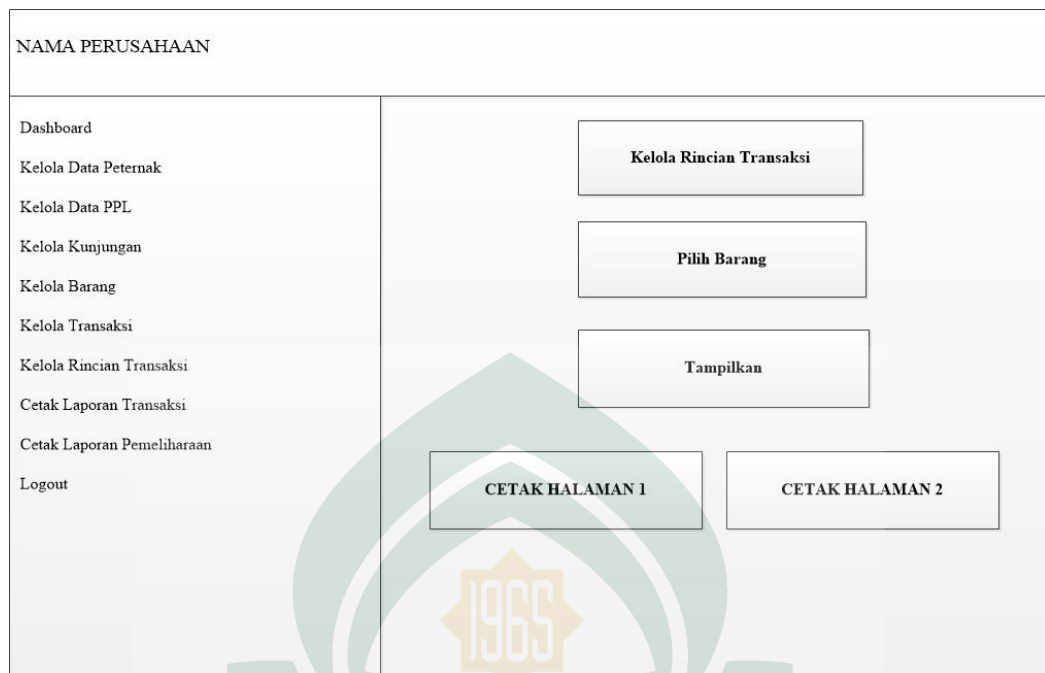 NAMA PERUSAHAAN
Dashboard
Kelola Data Peternak
Kelola Data PPL
Kelola Kunjungan
Kelola Barang
Kelola Transaksi
Kelola Rincian Transaksi
Cetak Laporan Transaksi
Cetak Laporan Pemeliharaan
Logout
Kelola Rincian Transaksi
Pilih Barang
Tampilkan
CETAK HALAMAN 1
CETAK HALAMAN 2
1965